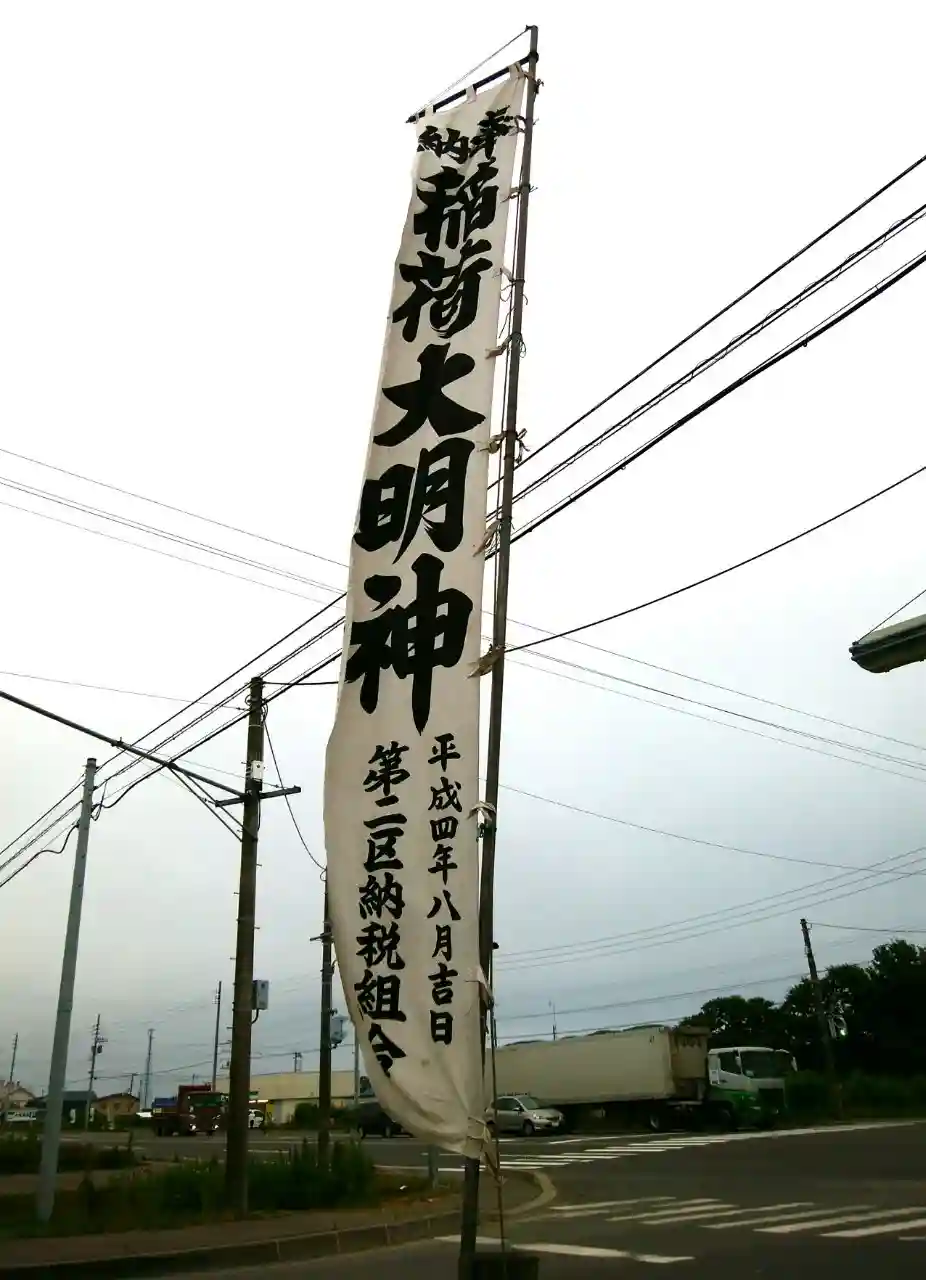 奉納
稲荷大明神
平成四年八月吉日
第二区納税組合